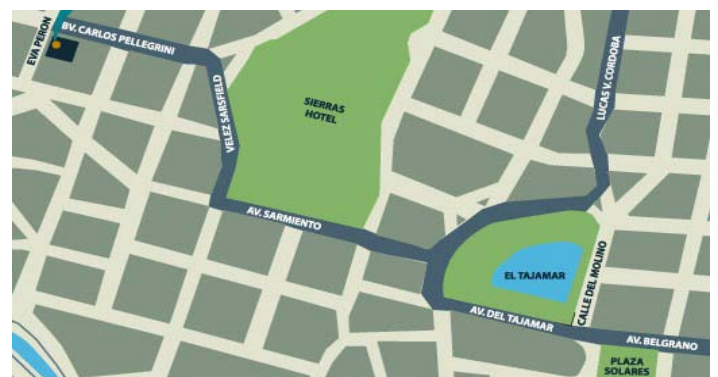 BV. CARLOS PELLEGRINI
EVA PERON
VELEZ SARSFIELD
SIERRAS
HOTEL
LUCAS V. CORDOBA
AV. SARMIENTO
EL TAJAMAR
CALLE DEL MOLINO
AV. DEL TAJAMAR
AV. BELGRANO
PLAZA
SOLARES